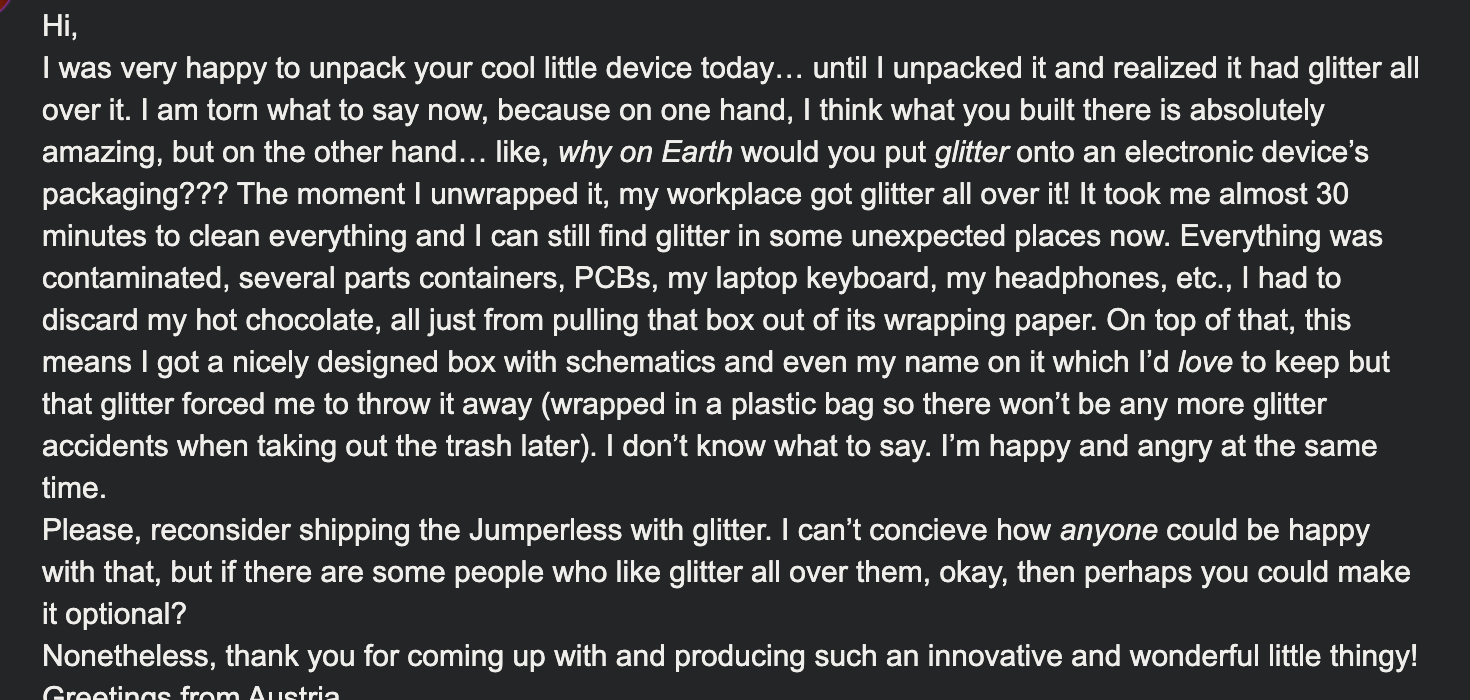 Hi,
I was very happy to unpack your cool little device today… until I unpacked it and realized it had glitter all
over it. I am torn what to say now, because on one hand, I think what you built there is absolutely
amazing, but on the other hand… like, why on Earth would you put glitter onto an electronic device’s
packaging??? The moment I unwrapped it, my workplace got glitter all over it! It took me almost 30
minutes to clean everything and I can still find glitter in some unexpected places now. Everything was
contaminated, several parts containers, PCBs, my laptop keyboard, my headphones, etc., I had to
discard my hot chocolate, all just from pulling that box out of its wrapping paper. On top of that, this
means I got a nicely designed box with schematics and even my name on it which I’d love to keep but
that glitter forced me to throw it away (wrapped in a plastic bag so there won’t be any more glitter
accidents when taking out the trash later). I don’t know what to say. I’m happy and angry at the same
time.
Please, reconsider shipping the Jumperless with glitter. I can’t concieve how anyone could be happy
with that, but if there are some people who like glitter all over them, okay, then perhaps you could make
it optional?
Nonetheless, thank you for coming up with and producing such an innovative and wonderful little thingy!
Greetings from Austria